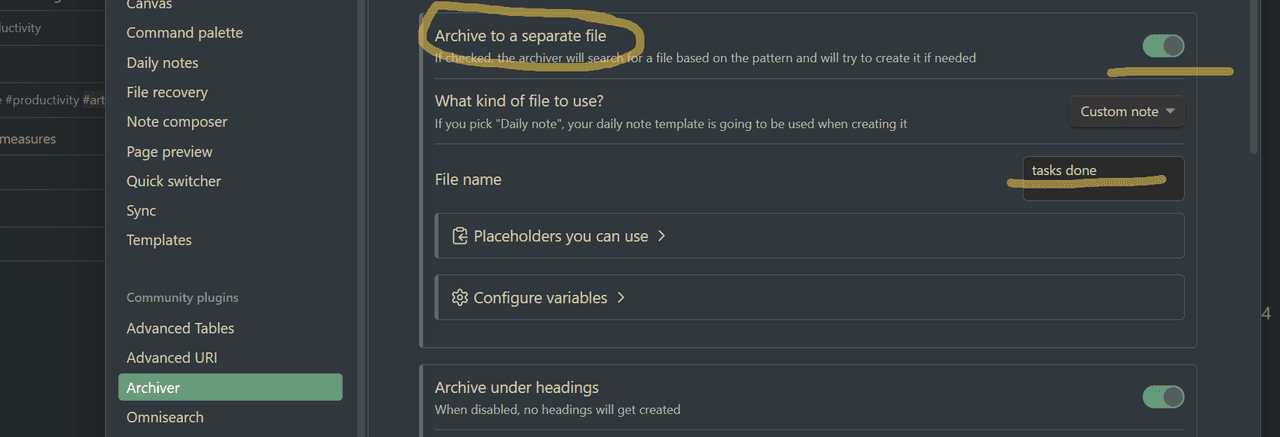 uctivity
e #productivity #art
measures
Canvas
Command palette
Daily notes
File recovery
Note composer
Page preview
Quick switcher
Sync
Templates
Community plugins
Advanced Tables
Advanced URI
Archiver
Omnisearch
Archive to a separate file
If checked, the archiver will search for a file based on the pattern and will try to create it if needed
What kind of file to use?
If you pick "Daily note", your daily note template is going to be used when creating it
Custom note
File name
tasks done
Placeholders you can use
Configure variables
Archive under headings
When disabled, no headings will get created
4